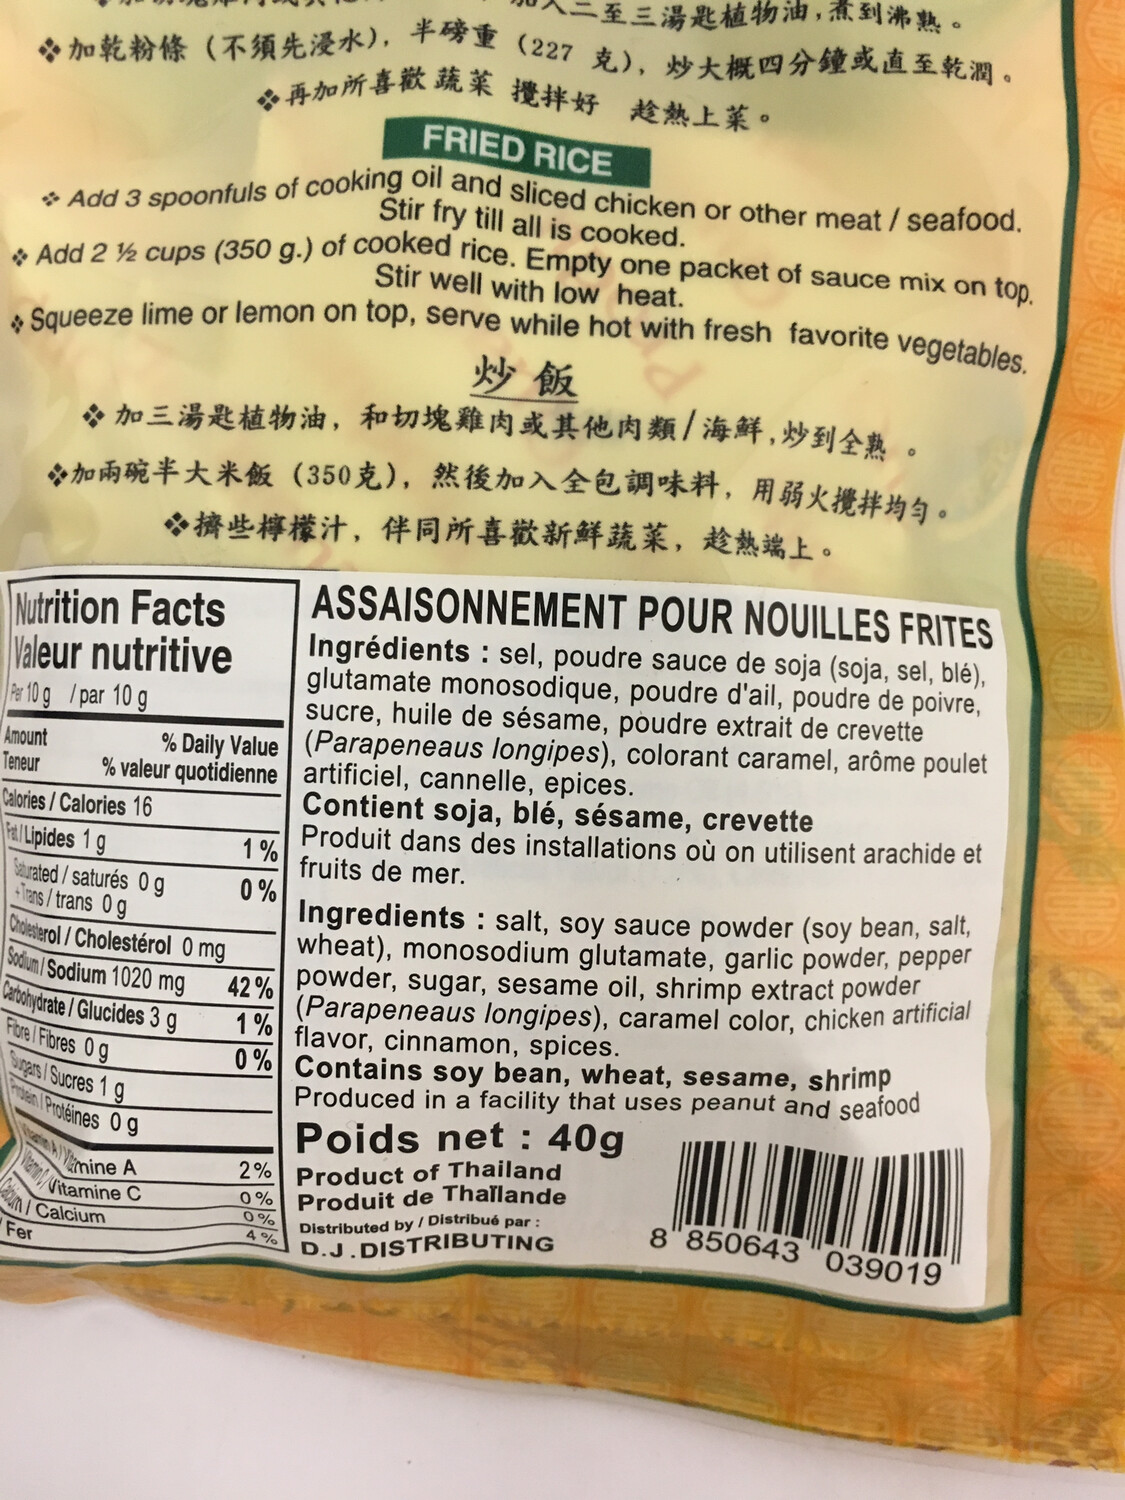 加入二至三湯匙植物油,煮到沸熟。
❖加乾粉條(不須先浸水),半磅重(227 克),炒大概四分鐘或直至乾潤。
❖再加所喜歡蔬菜 攪拌好 趁熱上菜。
FRIED RICE
❖ Add 3 spoonfuls of cooking oil and sliced chicken or other meat / seafood.
Stir fry till all is cooked.
❖ Add 2 ½ cups (350 g.) of cooked rice. Empty one packet of sauce mix on top.
Stir well with low heat.
❖ Squeeze lime or lemon on top, serve while hot with fresh favorite vegetables.
炒飯
❖ 加三湯匙植物油, 和切塊雞肉或其他肉類/海鮮,炒到全熟。
❖加兩碗半大米飯 (350克), 然後加入全包調味料, 用弱火攪拌均勻。
❖擠些檸檬汁, 伴同所喜歡新鮮蔬菜, 趁熱端上。
Nutrition Facts
Valeur nutritive
Per 10 g / par 10 g
Amount
Teneur
% Daily Value
% valeur quotidienne
Calories / Calories 16
Fat / Lipides 1 g 1 %
Saturated / saturés 0 g
+ Trans / trans 0 g 0 %
Cholesterol / Cholestérol 0 mg
Sodium / Sodium 1020 mg 42 %
Carbohydrate / Glucides 3 g 1 %
Fibre / Fibres 0 g 0 %
Sugars / Sucres 1 g
Protein / Protéines 0 g
Vitamine A 2 %
Vitamine C 0 %
Calcium / Calcium 0 %
/ Fer 4 %
ASSAISONNEMENT POUR NOUILLES FRITES
Ingrédients : sel, poudre sauce de soja (soja, sel, blé),
glutamate monosodique, poudre d'ail, poudre de poivre,
sucre, huile de sésame, poudre extrait de crevette
(Parapeneaus longipes), colorant caramel, arôme poulet
artificiel, cannelle, epices.
Contient soja, blé, sésame, crevette
Produit dans des installations où on utilisent arachide et
fruits de mer.
Ingredients : salt, soy sauce powder (soy bean, salt,
wheat), monosodium glutamate, garlic powder, pepper
powder, sugar, sesame oil, shrimp extract powder
(Parapeneaus longipes), caramel color, chicken artificial
flavor, cinnamon, spices.
Contains soy bean, wheat, sesame, shrimp
Produced in a facility that uses peanut and seafood
Poids net : 40g
Product of Thailand
Produit de Thaïlande
Distributed by / Distribué par :
D.J.DISTRIBUTING
8 850643 039019